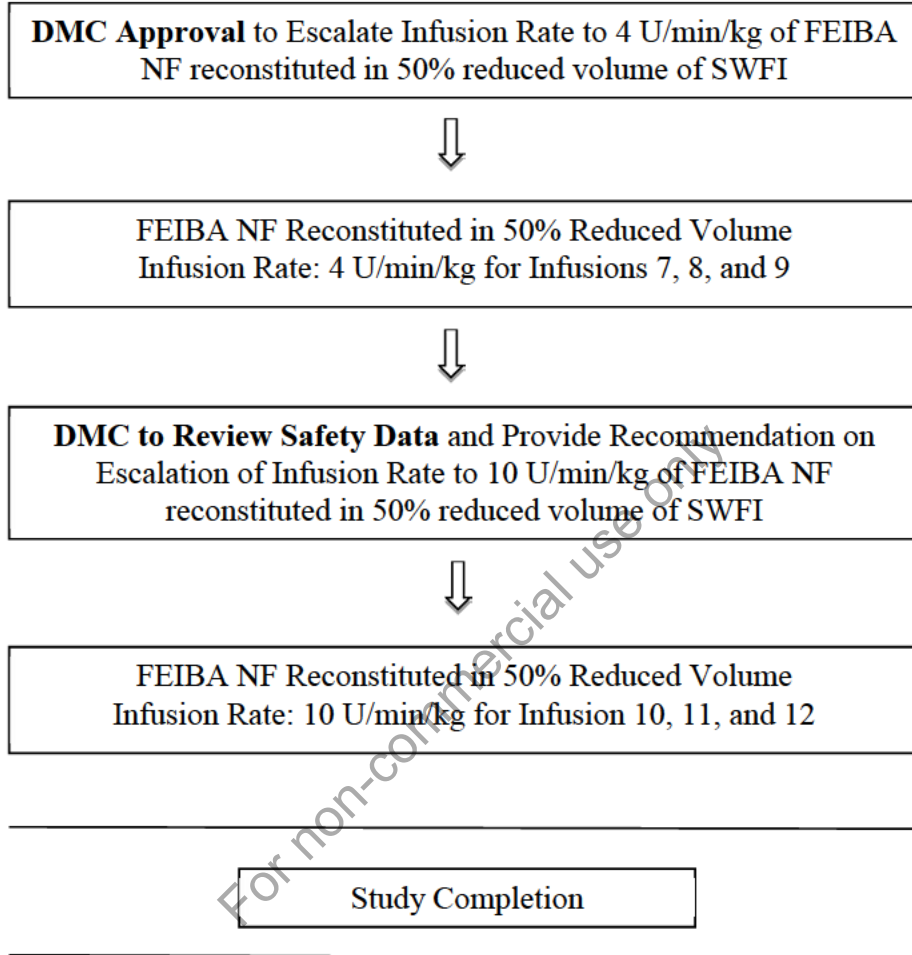 DMC Approval to Escalate Infusion Rate to 4 U/min/kg of FEIBA
NF reconstituted in 50% reduced volume of SWFI
FEIBA NF Reconstituted in 50% Reduced Volume
Infusion Rate: 4 U/min/kg for Infusions 7, 8, and 9
DMC to Review Safety Data and Provide Recommendation on
Escalation of Infusion Rate to 10 U/min/kg of FEIBA NF
reconstituted in 50% reduced volume of SWFI
FEIBA NF Reconstituted in 50% Reduced Volume
Infusion Rate: 10 U/min/kg for Infusion 10, 11, and 12
Study Completion
For non-commercial use only